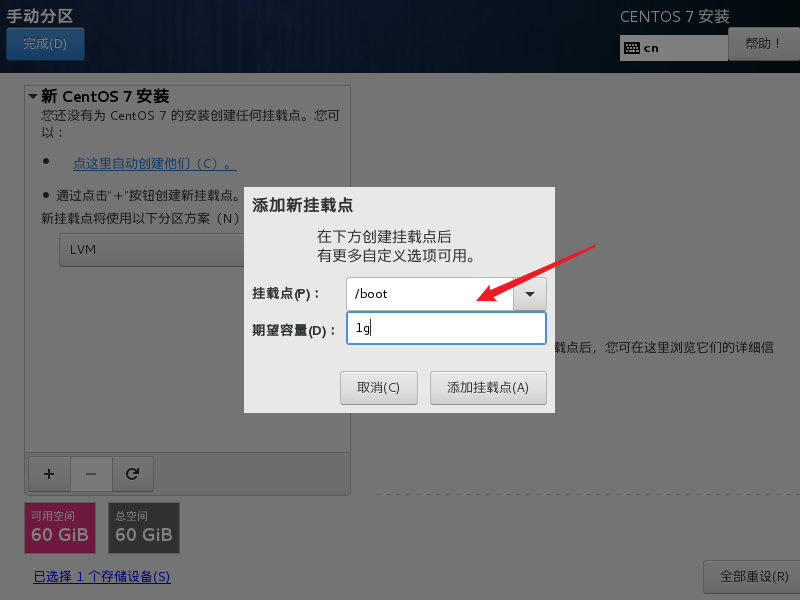 手动分区
CENTOS 7 安装
完成(D)
cn
帮助！
新 CentOS 7 安装
您还没有为 CentOS 7 的安装创建任何挂载点。您可
以：
点这里自动创建他们（C）。
通过点击“+”按钮创建新挂载点。
新挂载点将使用以下分区方案（N）
LVM
添加新挂载点
在下方创建挂载点后
有更多自定义选项可用。
挂载点(P)：
/boot
期望容量(D)：
1g
取消(C)
添加挂载点(A)
载点后，您可在这里浏览它们的详细信
+
−
可用空间
60 GiB
总空间
60 GiB
已选择 1 个存储设备(S)
全部重设(R)